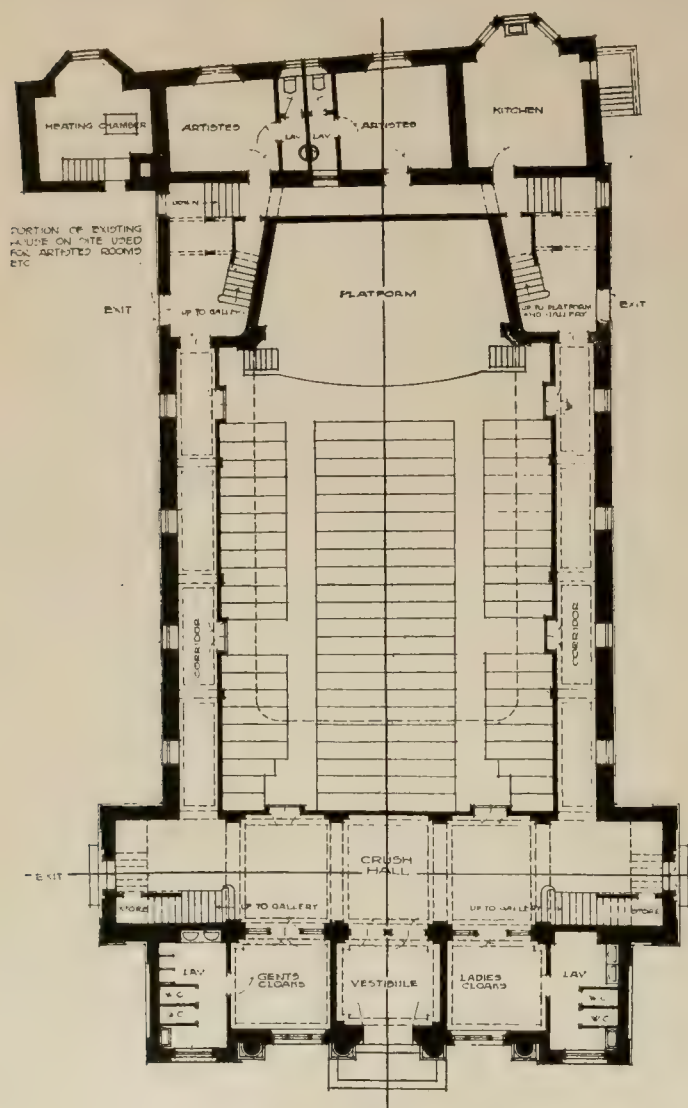 HEATING CHAMBER
ARTISTES
LAV
LAV
ARTISTES
KITCHEN
DOWN
PORTION OF EXISTING
HOUSE ON SITE USED
FOR ARTISTES ROOMS
ETC
EXIT
UP TO GALLERY
PLATFORM
UP TO PLATFORM
AND GALLERY
EXIT
CORRIDOR
CORRIDOR
EXIT
CRUSH
HALL
STORE
UP TO GALLERY
UP TO GALLERY
STORE
LAV
GENTS
CLOAKS
VESTIBULE
LADIES
CLOAKS
LAV
W.C
W.C
W.C
W.C